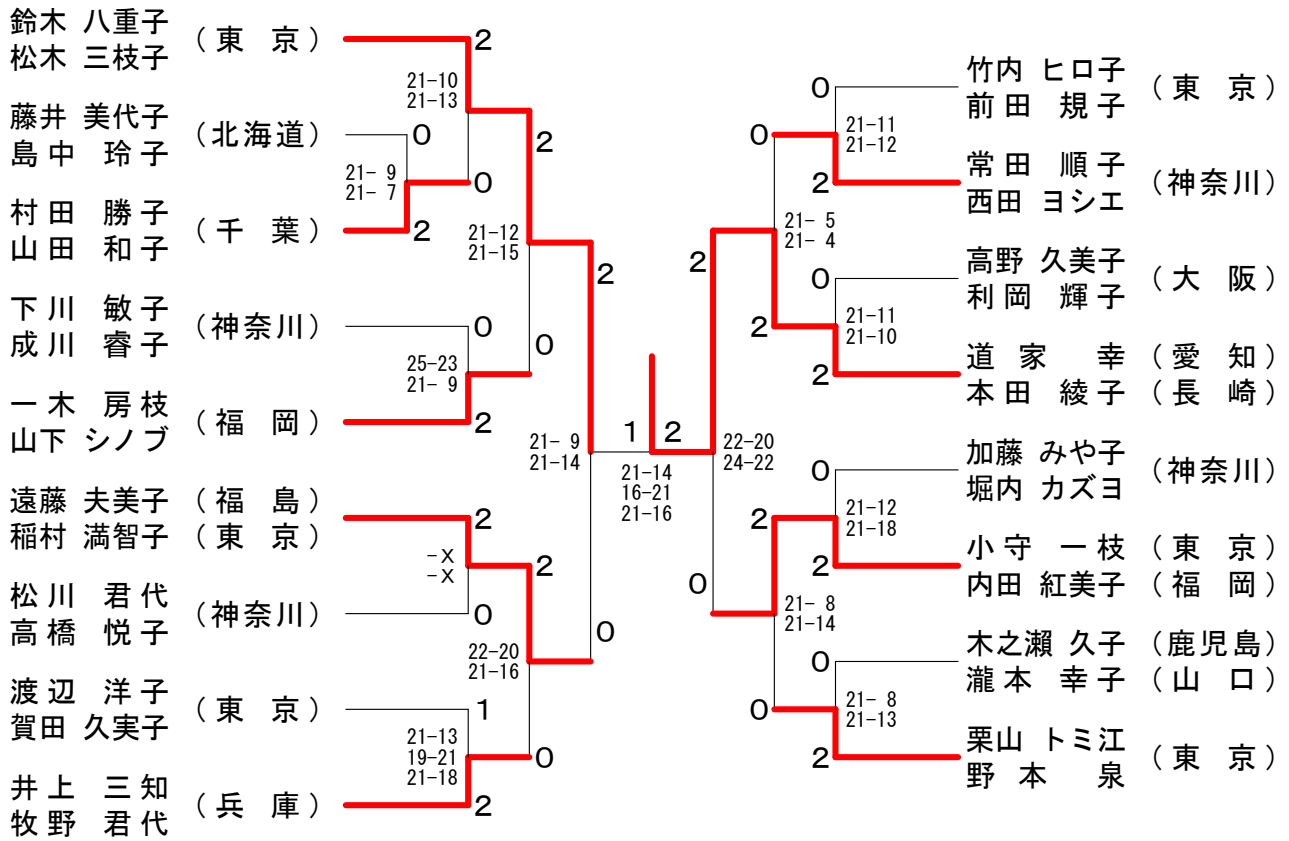 鈴木 八重子
松木 三枝子
(東 京)
2
21-10
21-13
藤井 美代子
島中 玲子
(北海道)
0
21- 9
21- 7
0
村田 勝子
山田 和子
(千 葉)
2
2
21-12
21-15
下川 敏子
成川 睿子
(神奈川)
0
25-23
21- 9
0
一木 房枝
山下 シノブ
(福 岡)
2
2
21- 9
21-14
遠藤 夫美子 (福 島)
稲村 満智子 (東 京)
2
-X
-X
2
松川 君代
高橋 悦子
(神奈川)
0
22-20
21-16
0
渡辺 洋子
賀田 久実子
(東 京)
1
21-13
19-21
21-18
0
井上 三知
牧野 君代
(兵 庫)
2
1 2
21-14
16-21
21-16
竹内 ヒロ子
前田 規子
(東 京)
0
21-11
21-12
0
常田 順子
西田 ヨシエ
(神奈川)
2
21- 5
21- 4
2
高野 久美子
利岡 輝子
(大 阪)
0
21-11
21-10
2
道家 幸 (愛 知)
本田 綾子 (長 崎)
2
22-20
24-22
加藤 みや子
堀内 カズヨ
(神奈川)
0
21-12
21-18
2
小守 一枝 (東 京)
内田 紅美子 (福 岡)
2
0
21- 8
21-14
木之瀬 久子 (鹿児島)
瀧本 幸子 (山 口)
0
21- 8
21-13
0
栗山 トミ江
野本 泉
(東 京)
2